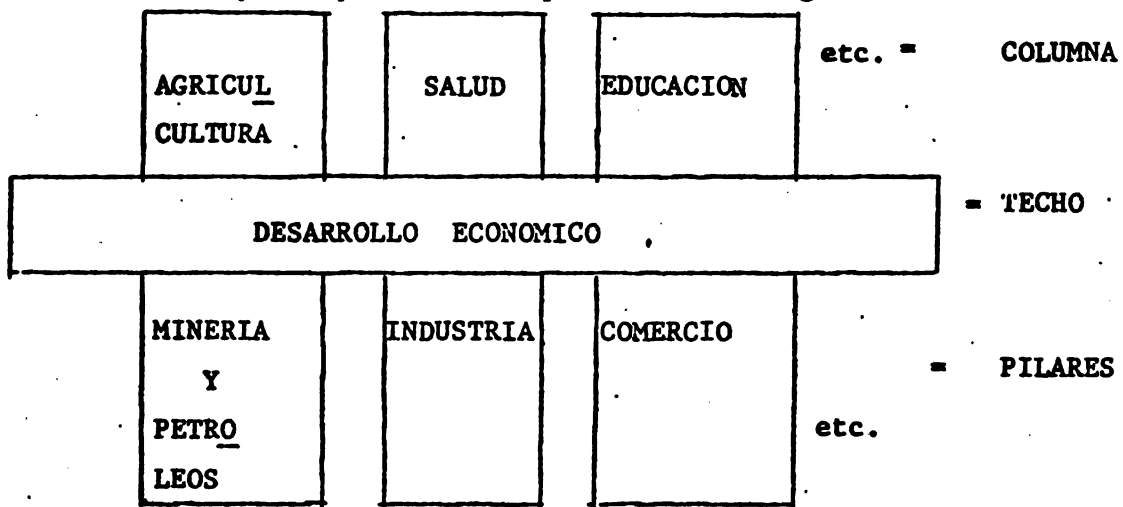 AGRICUL
CULTURA
SALUD
EDUCACION
etc. = COLUMNA
DESARROLLO ECONOMICO
= TECHO
MINERIA
Y
PETRO
LEOS
INDUSTRIA
COMERCIO
etc.
= PILARES